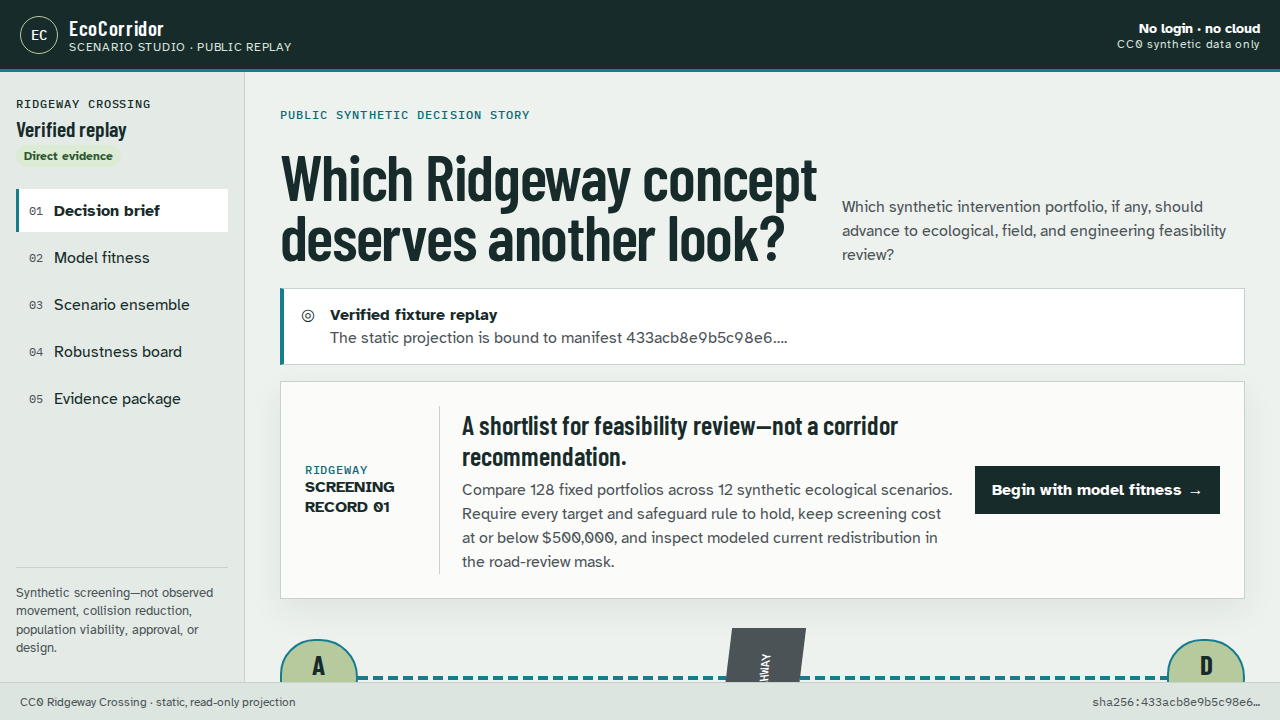 EC
EcoCorridor
SCENARIO STUDIO · PUBLIC REPLAY
No login · no cloud
CC0 synthetic data only
RIDGEWAY CROSSING
Verified replay
Direct evidence
01 Decision brief
02 Model fitness
03 Scenario ensemble
04 Robustness board
05 Evidence package
Synthetic screening—not observed
movement, collision reduction,
population viability, approval, or
design.
PUBLIC SYNTHETIC DECISION STORY
Which Ridgeway concept
deserves another look?
Which synthetic intervention portfolio, if any, should
advance to ecological, field, and engineering feasibility
review?
◎ Verified fixture replay
The static projection is bound to manifest 433acb8e9b5c98e6….
RIDGEWAY
SCREENING
RECORD 01
A shortlist for feasibility review—not a corridor
recommendation.
Compare 128 fixed portfolios across 12 synthetic ecological scenarios.
Require every target and safeguard rule to hold, keep screening cost
at or below $500,000, and inspect modeled current redistribution in
the road-review mask.
Begin with model fitness →
A
D
CC0 Ridgeway Crossing · static, read-only projection
sha256:433acb8e9b5c98e6…